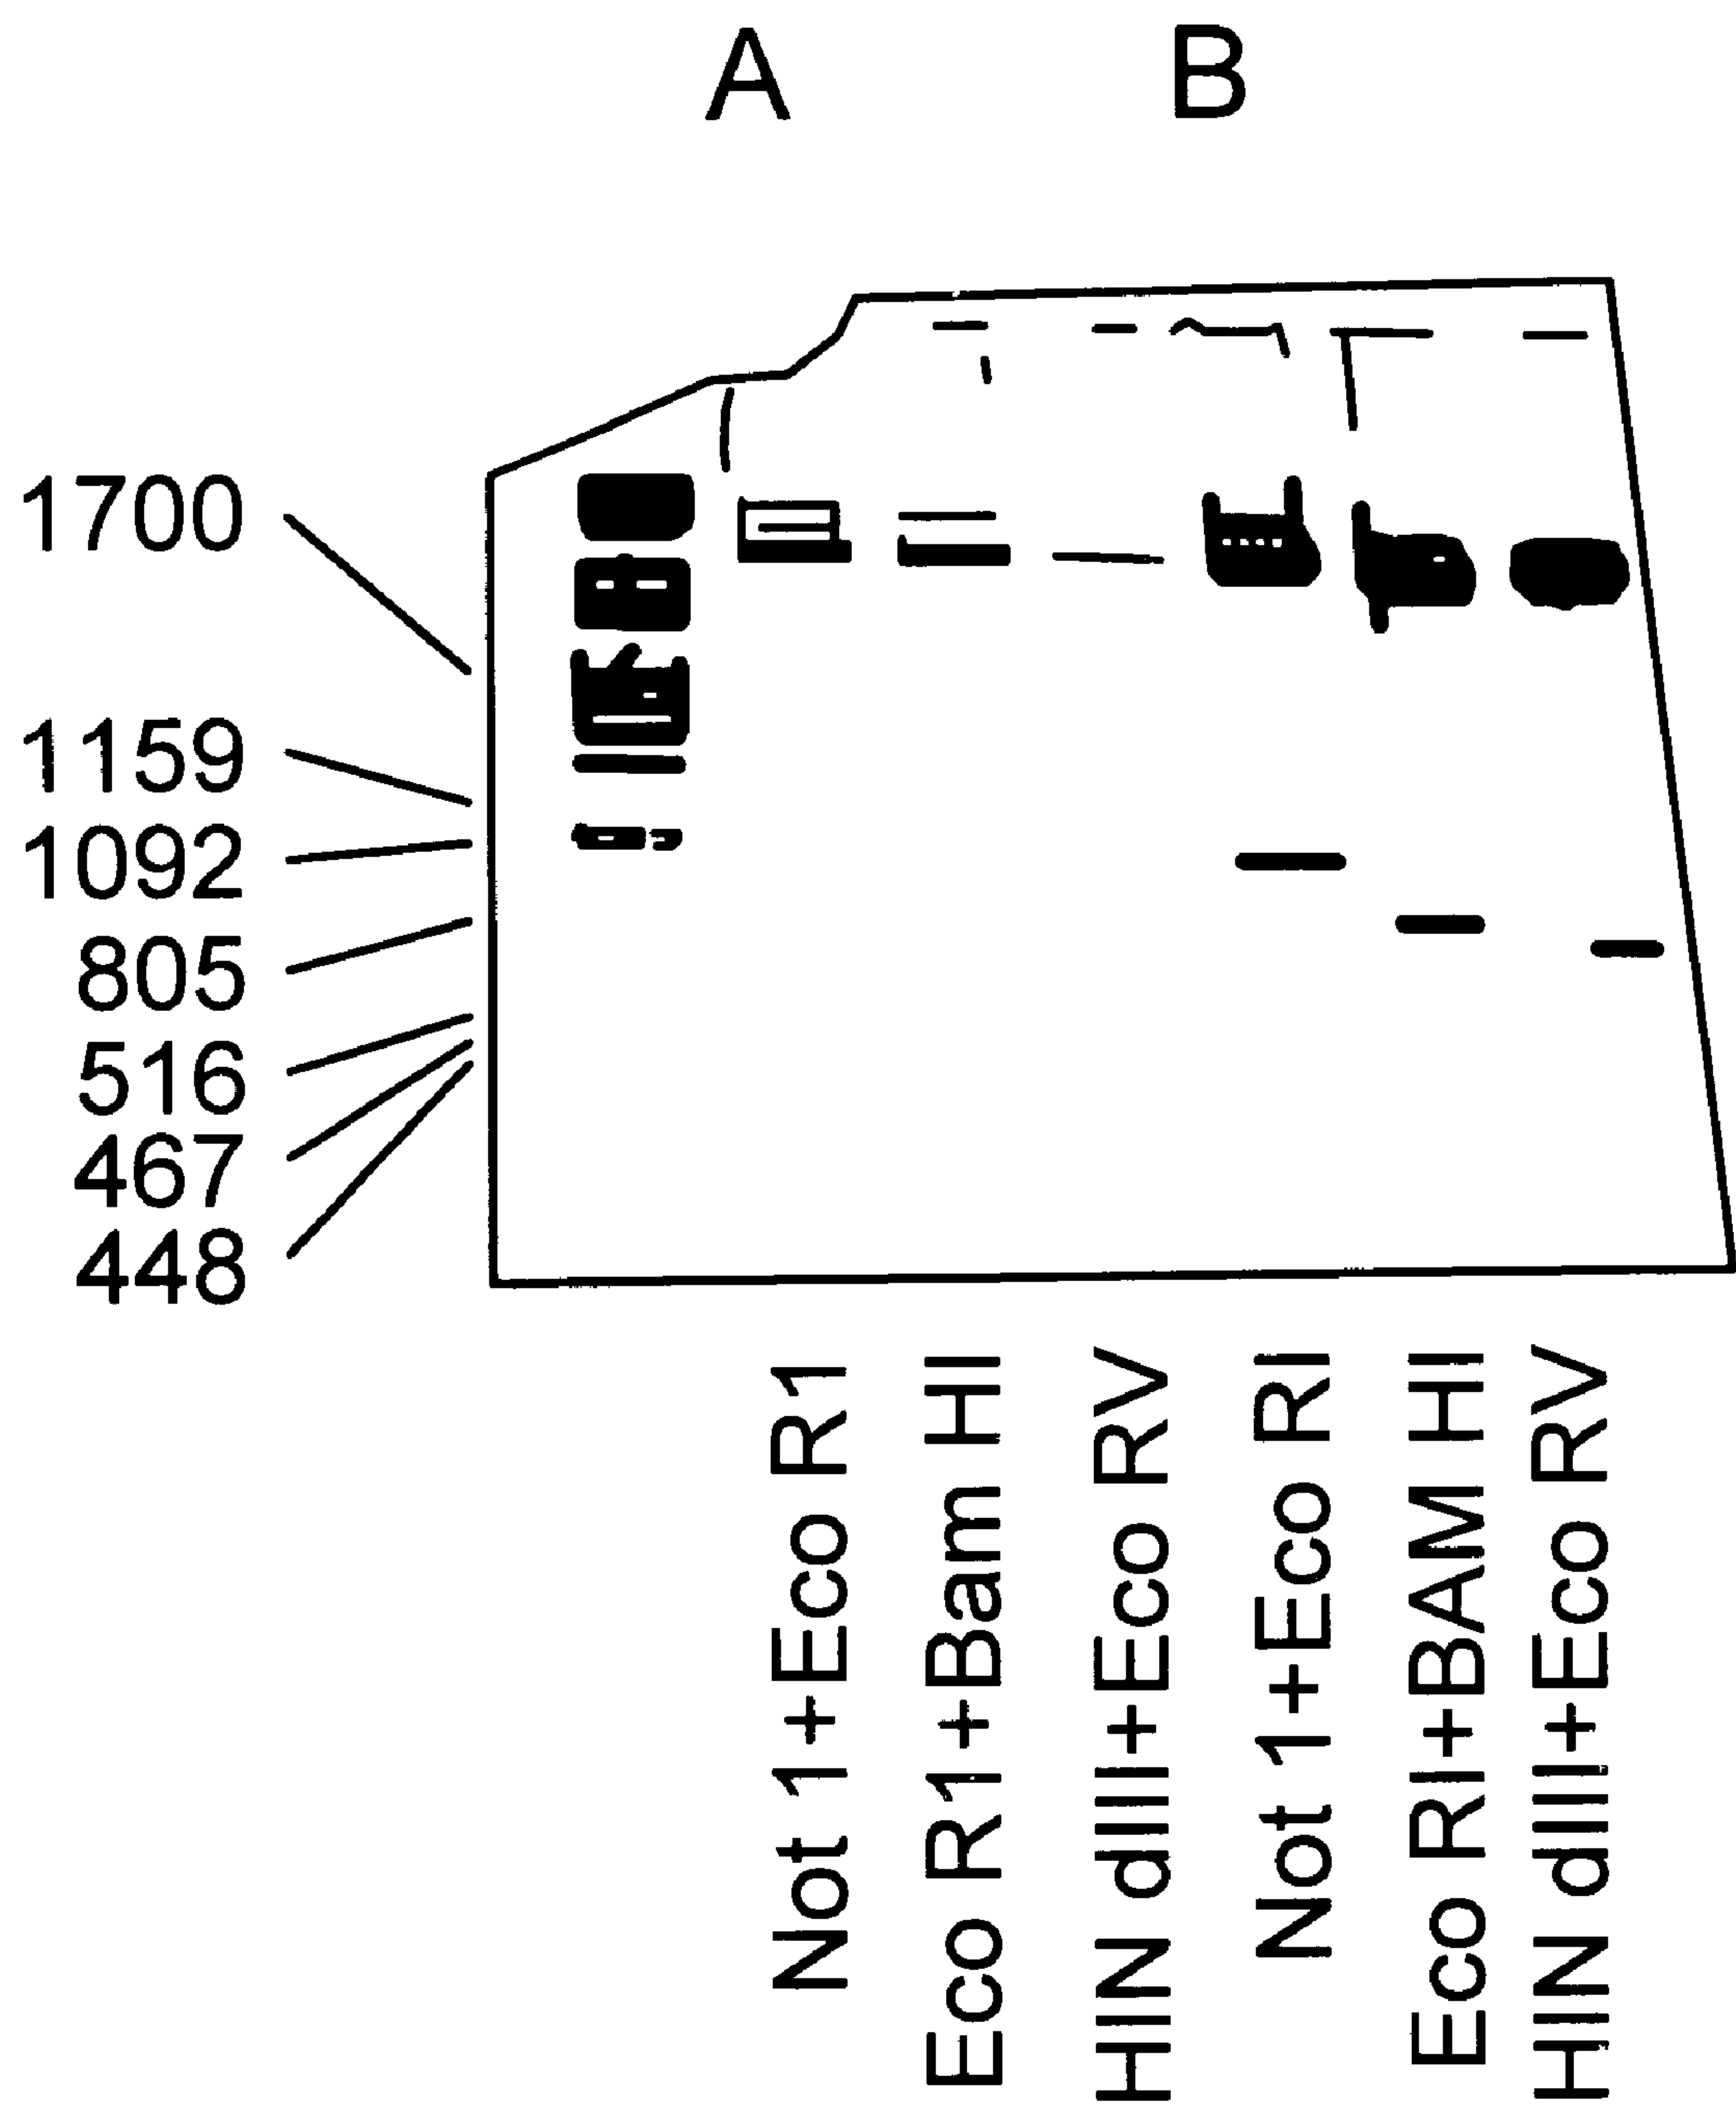 A B
1700
1159
1092
805
516
467
448
Not 1+Eco R1
Eco R1+Bam HI
HIN dIII+Eco RV
Not 1+Eco RI
Eco RI+BAM HI
HIN dIII+Eco RV